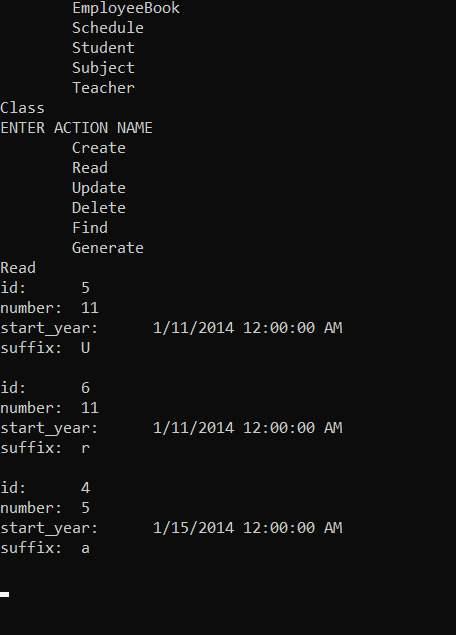 EmployeeBook
Schedule
Student
Subject
Teacher
Class
ENTER ACTION NAME
Create
Read
Update
Delete
Find
Generate
Read
id: 5
number: 11
start_year: 1/11/2014 12:00:00 AM
suffix: U
id: 6
number: 11
start_year: 1/11/2014 12:00:00 AM
suffix: r
id: 4
number: 5
start_year: 1/15/2014 12:00:00 AM
suffix: a